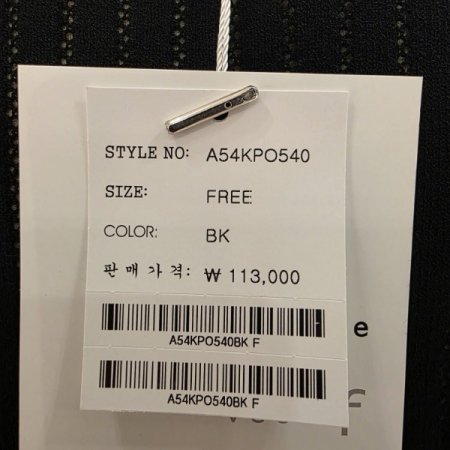 STYLE NO: A54KPO540
SIZE: FREE
COLOR: BK
판매가격: ₩ 113,000
A54KPO540BK F
e
A54KPO540BK F
f